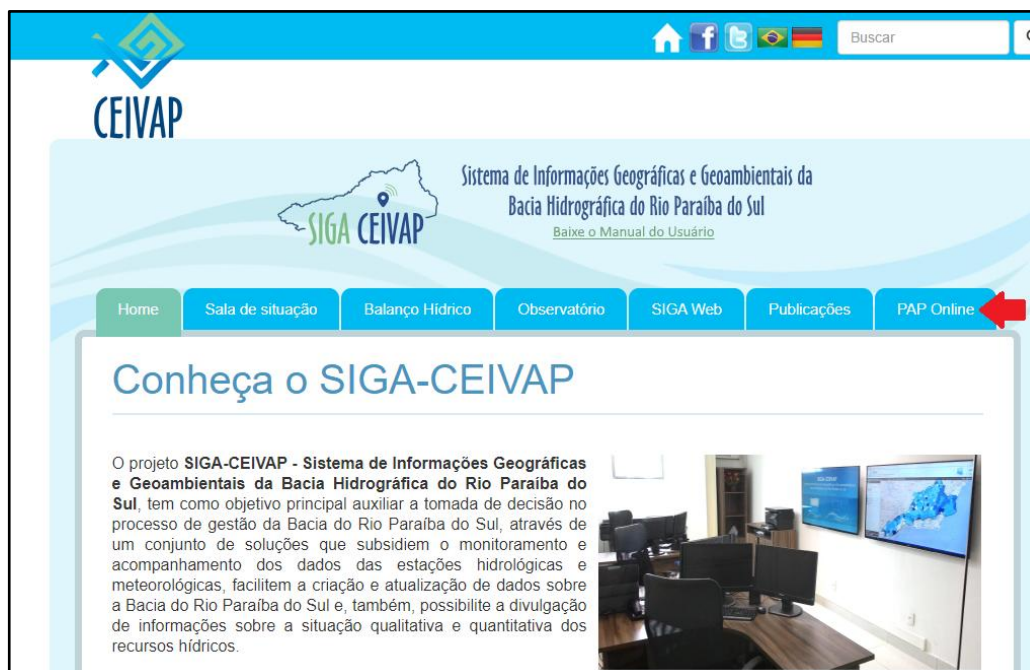 Buscar
CEIVAP
SIGA CEIVAP
Sistema de Informações Geográficas e Geoambientais da
Bacia Hidrográfica do Rio Paraíba do Sul
Baixe o Manual do Usuário
Home
Sala de situação
Balanço Hídrico
Observatório
SIGA Web
Publicações
PAP Online
Conheça o SIGA-CEIVAP
O projeto SIGA-CEIVAP - Sistema de Informações Geográficas
e Geoambientais da Bacia Hidrográfica do Rio Paraíba do
Sul, tem como objetivo principal auxiliar a tomada de decisão no
processo de gestão da Bacia do Rio Paraíba do Sul, através de
um conjunto de soluções que subsidiem o monitoramento e
acompanhamento dos dados das estações hidrológicas e
meteorológicas, facilitem a criação e atualização de dados sobre
a Bacia do Rio Paraíba do Sul e, também, possibilite a divulgação
de informações sobre a situação qualitativa e quantitativa dos
recursos hídricos.